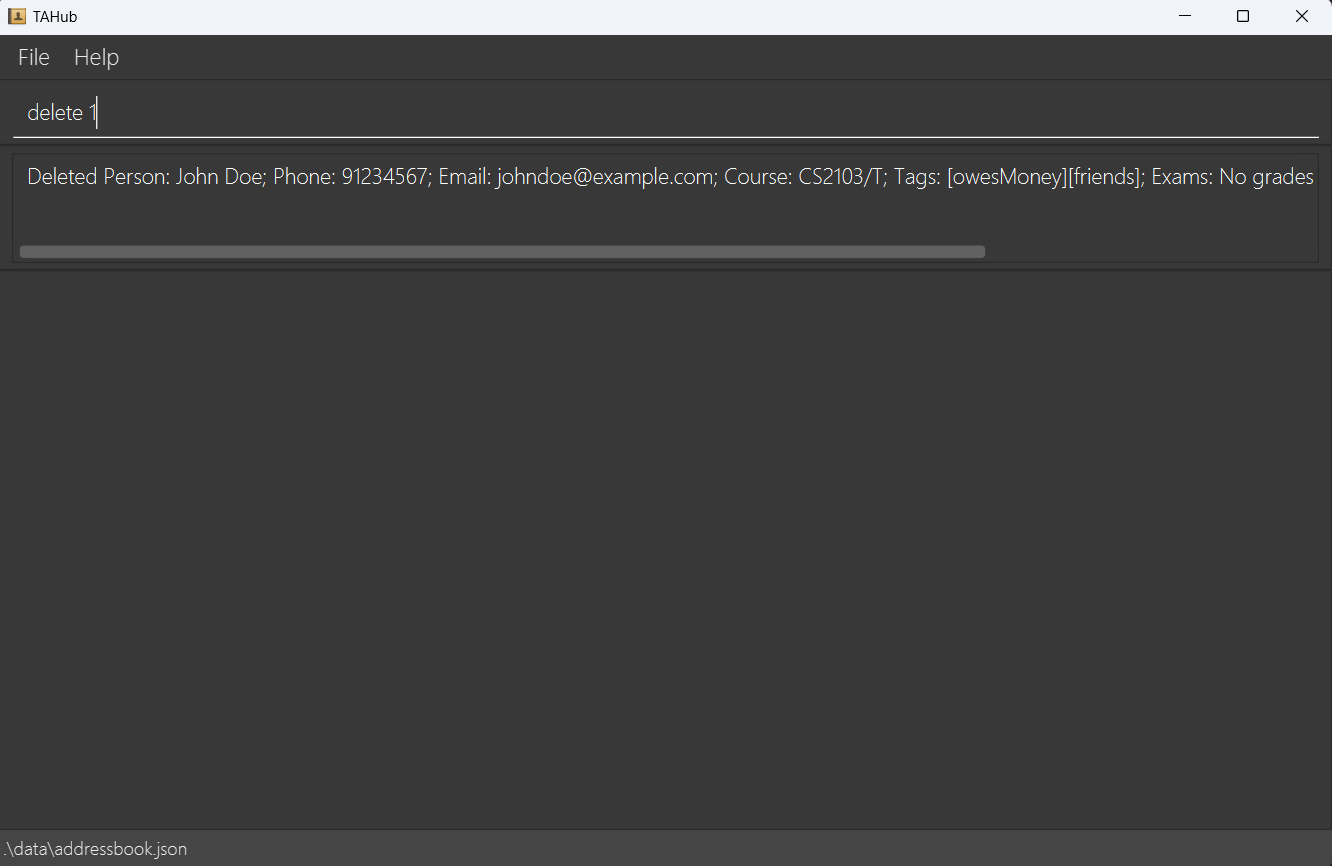 TAHub
File Help
delete 1
Deleted Person: John Doe; Phone: 91234567; Email: johndoe@example.com; Course: CS2103/T; Tags: [owesMoney][friends]; Exams: No grades
.\data\addressbook.json